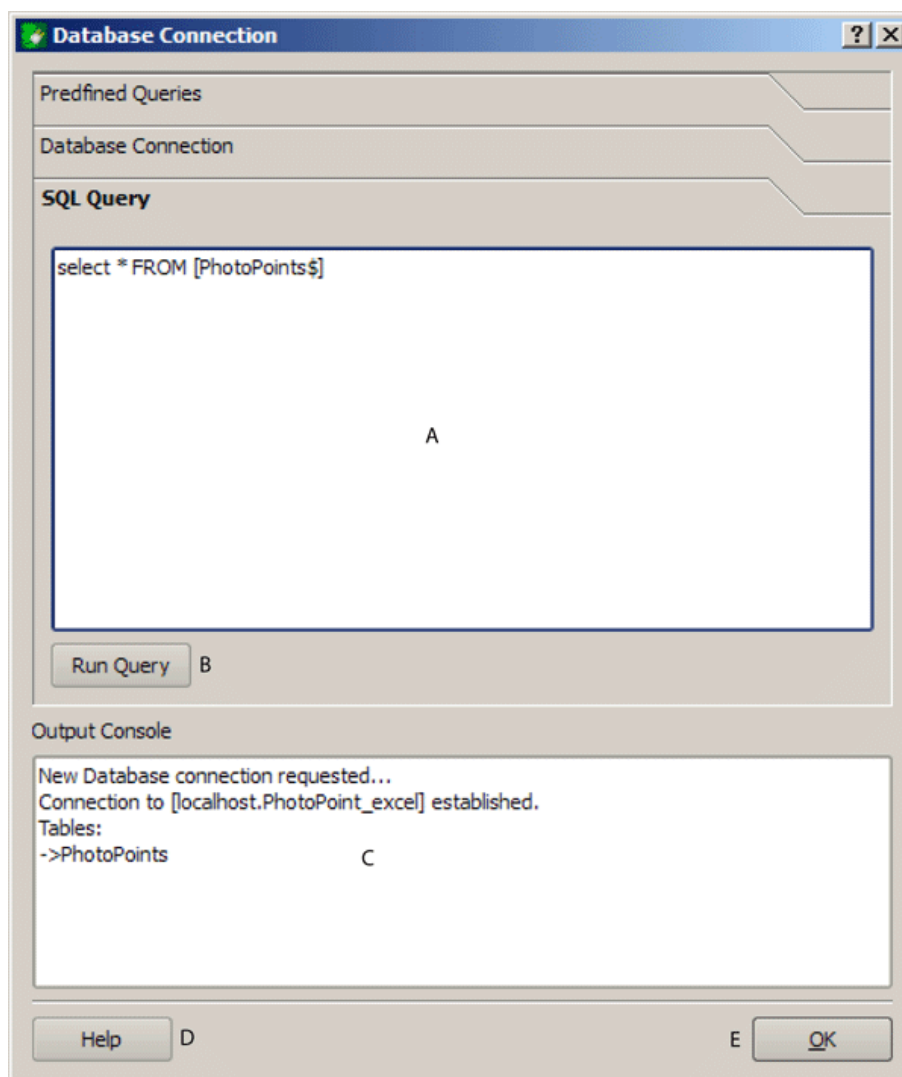 Database Connection
Predfined Queries
Database Connection
SQL Query
select * FROM [PhotoPoints$]
A
Run Query B
Output Console
New Database connection requested...
Connection to [localhost.PhotoPoint_excel] established.
Tables:
->PhotoPoints
C
Help D E OK